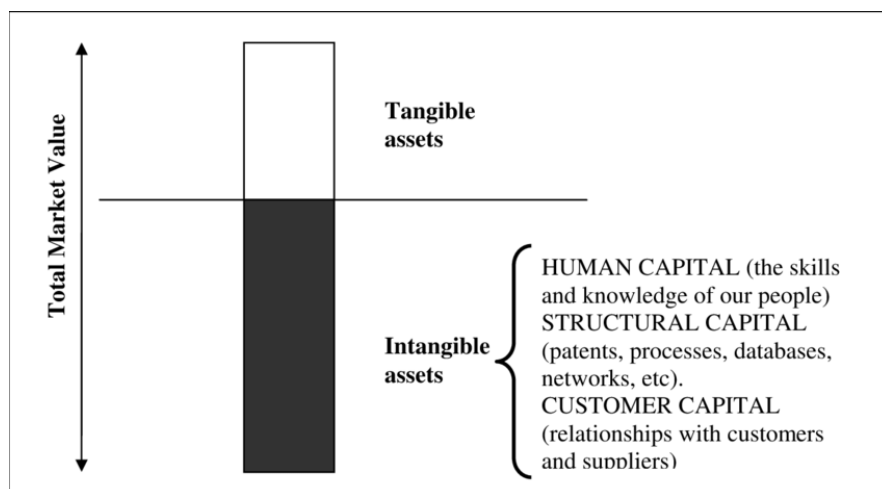 Total Market Value
Tangible
assets
Intangible
assets
HUMAN CAPITAL (the skills
and knowledge of our people)
STRUCTURAL CAPITAL
(patents, processes, databases,
networks, etc).
CUSTOMER CAPITAL
(relationships with customers
and suppliers)